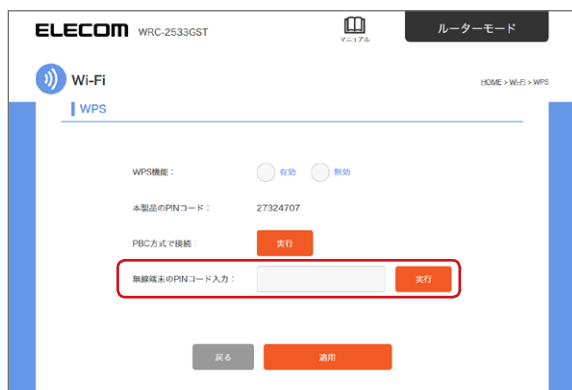 ELECOM WRC-2533GST マニュアル ルーターモード
Wi-Fi HOME > Wi-Fi > WPS
WPS
WPS機能： 有効 無効
本製品のPINコード： 27324707
PBC方式で接続： 実行
無線端末のPINコード入力： 実行
戻る 適用